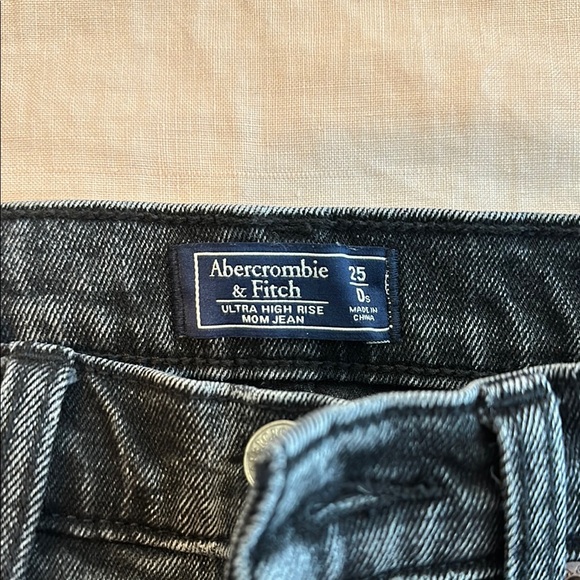 Abercrombie
& Fitch
ULTRA HIGH RISE
MOM JEAN
25
0s
MADE IN
CHINA